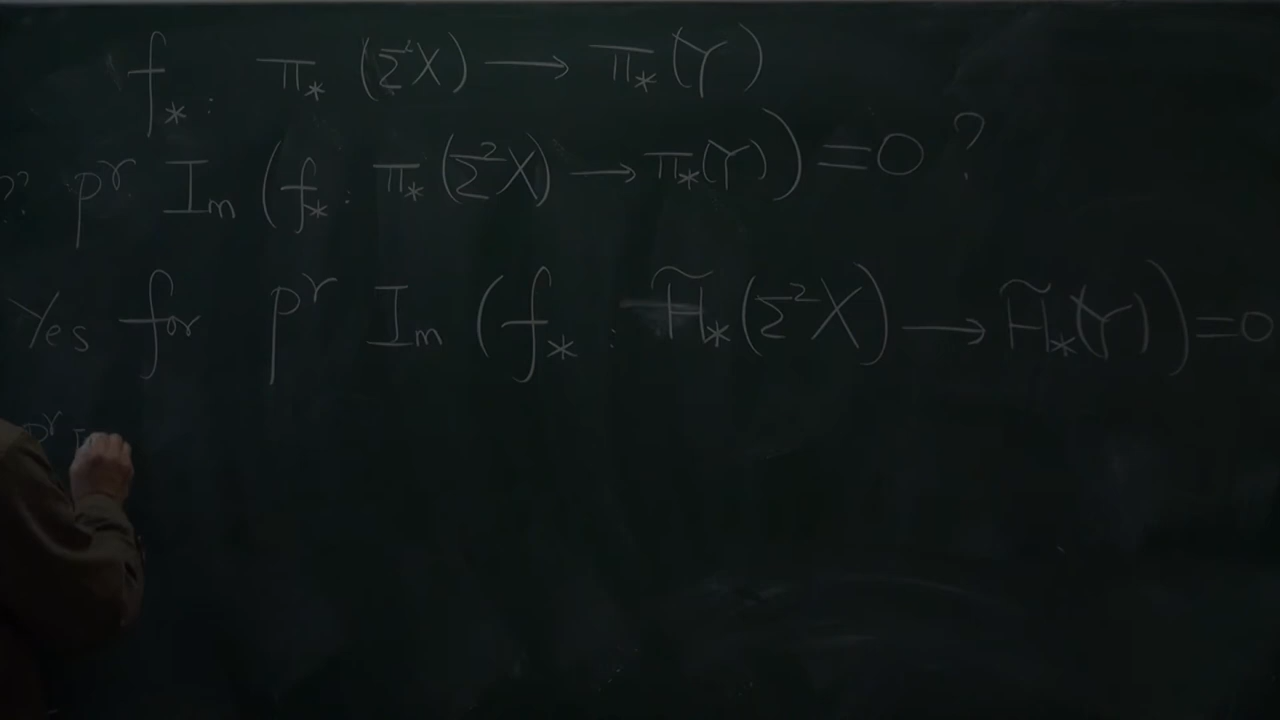 f_* : π_* (Σ²X) ⟶ π_*(Y)
?? p^r Im (f_* : π_* (Σ²X) ⟶ π_*(Y)) = 0 ?
Yes for p^r Im (f_* : H̃_*(Σ²X) ⟶ H̃_*(Y)) = 0
p^r I